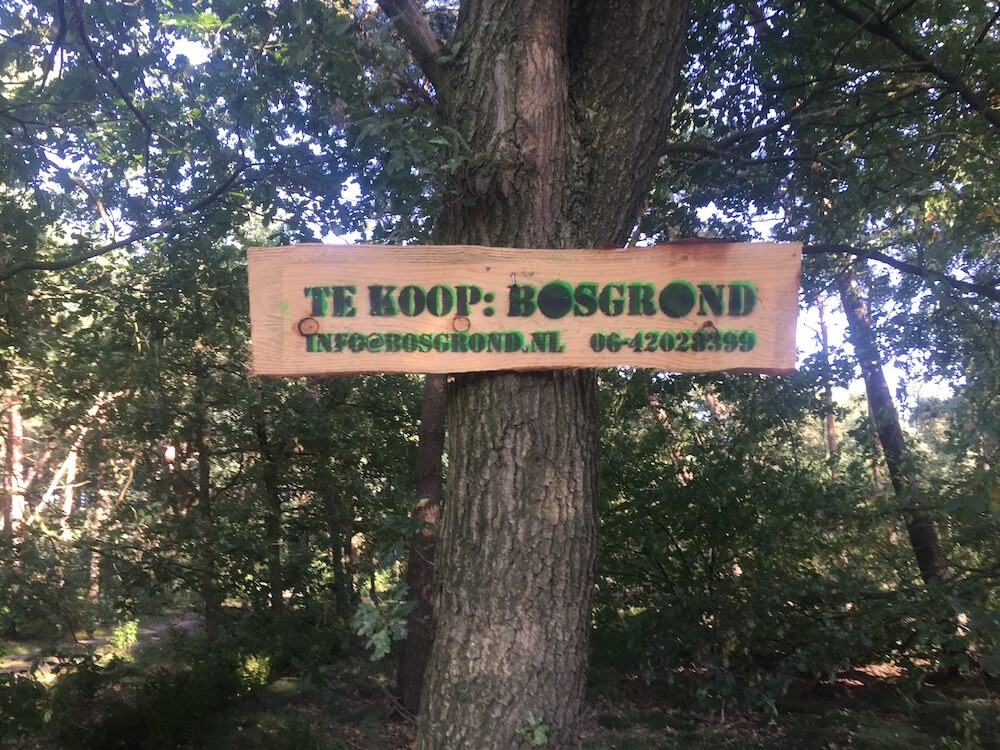 TE KOOP: BOSGROND
INFO@BOSGROND.NL 06-42028399